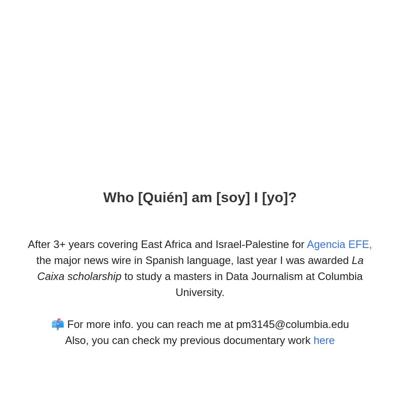 Who [Quién] am [soy] I [yo]?
After 3+ years covering East Africa and Israel-Palestine for Agencia EFE,
the major news wire in Spanish language, last year I was awarded La
Caixa scholarship to study a masters in Data Journalism at Columbia
University.
📫 For more info. you can reach me at pm3145@columbia.edu
Also, you can check my previous documentary work here